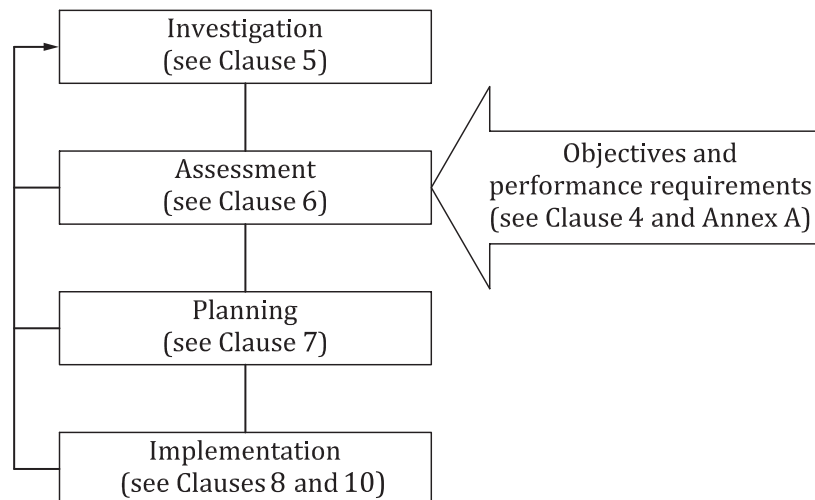 Investigation
(see Clause 5)
Assessment
(see Clause 6)
Objectives and
performance requirements
(see Clause 4 and Annex A)
Planning
(see Clause 7)
Implementation
(see Clauses 8 and 10)